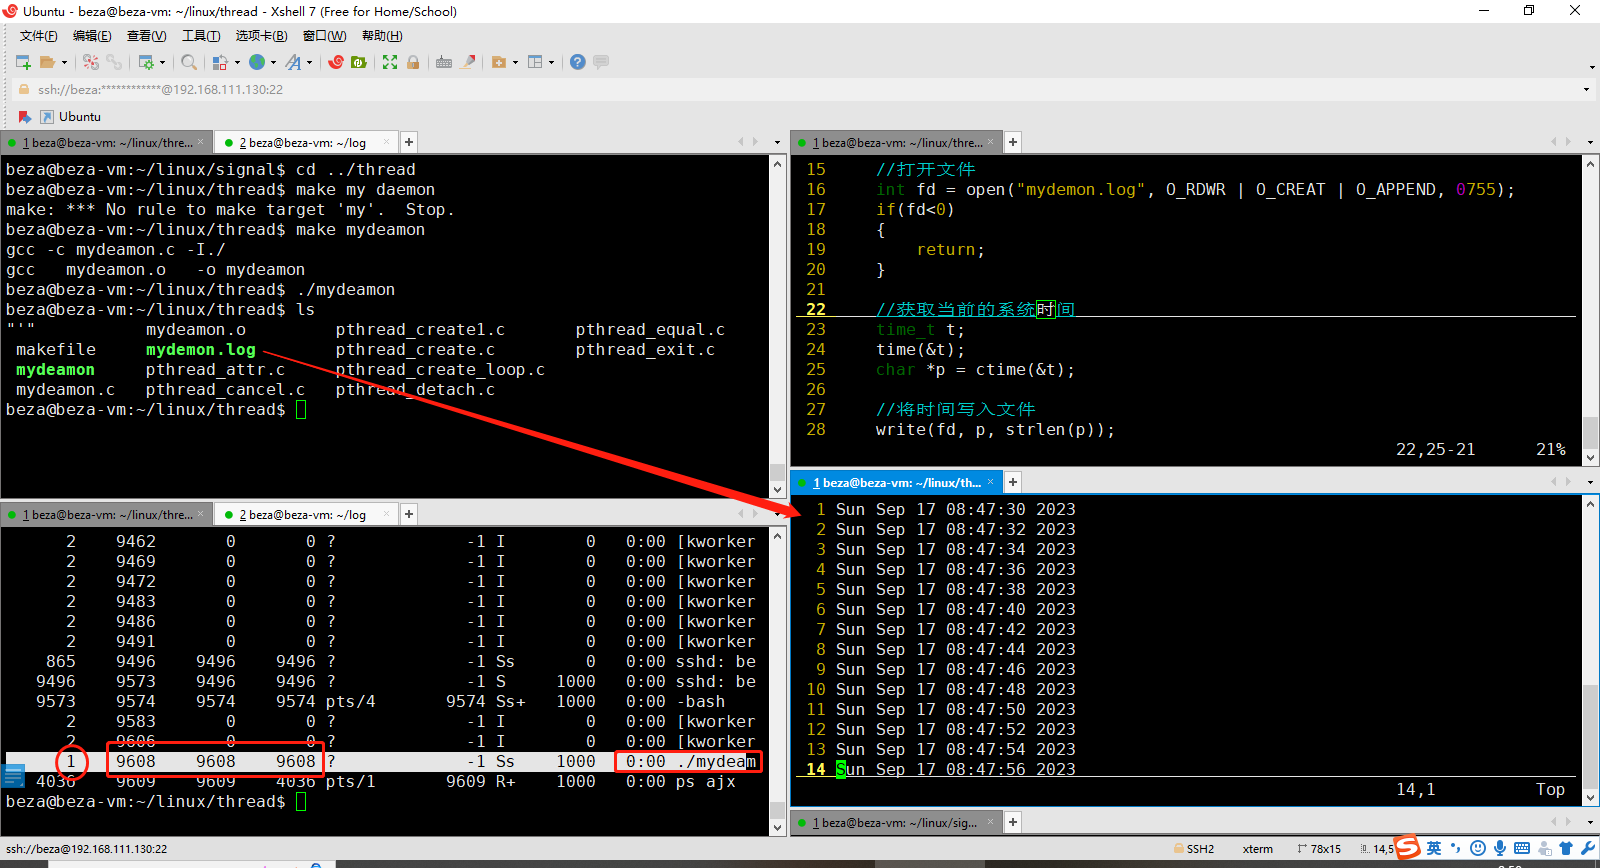 Ubuntu - beza@beza-vm: ~/linux/thread - Xshell 7 (Free for Home/School)
文件(F) 编辑(E) 查看(V) 工具(T) 选项卡(B) 窗口(W) 帮助(H)
ssh://beza:************@192.168.111.130:22
Ubuntu
1 beza@beza-vm: ~/linux/thre... × 2 beza@beza-vm: ~/log × +
beza@beza-vm:~/linux/signal$ cd ../thread
beza@beza-vm:~/linux/thread$ make my daemon
make: *** No rule to make target 'my'.  Stop.
beza@beza-vm:~/linux/thread$ make mydeamon
gcc -c mydeamon.c -I./
gcc   mydeamon.o   -o mydeamon
beza@beza-vm:~/linux/thread$ ./mydeamon
beza@beza-vm:~/linux/thread$ ls
"'"           mydeamon.o         pthread_create1.c       pthread_equal.c
makefile     mydemon.log        pthread_create.c        pthread_exit.c
mydeamon     pthread_attr.c     pthread_create_loop.c
mydeamon.c   pthread_cancel.c   pthread_detach.c
beza@beza-vm:~/linux/thread$
1 beza@beza-vm: ~/linux/thre... × 2 beza@beza-vm: ~/log × +
2    9462       0       0 ?             -1 I        0   0:00 [kworker
2    9469       0       0 ?             -1 I        0   0:00 [kworker
2    9472       0       0 ?             -1 I        0   0:00 [kworker
2    9483       0       0 ?             -1 I        0   0:00 [kworker
2    9486       0       0 ?             -1 I        0   0:00 [kworker
2    9491       0       0 ?             -1 I        0   0:00 [kworker
865    9496    9496    9496 ?             -1 Ss       0   0:00 sshd: be
9496    9573    9496    9496 ?             -1 S     1000   0:00 sshd: be
9573    9574    9574    9574 pts/4       9574 Ss+   1000   0:00 -bash
2    9583       0       0 ?             -1 I        0   0:00 [kworker
2    9606       0       0 ?             -1 I        0   0:00 [kworker
1    9608    9608    9608 ?             -1 Ss    1000   0:00 ./mydeam
4036    9609    9609    4036 pts/1       9609 R+    1000   0:00 ps ajx
beza@beza-vm:~/linux/thread$
1 beza@beza-vm: ~/linux/thre... × +
15     //打开文件
16     int fd = open("mydemon.log", O_RDWR | O_CREAT | O_APPEND, 0755);
17     if(fd<0)
18     {
19         return;
20     }
21
22     //获取当前的系统时间
23     time_t t;
24     time(&t);
25     char *p = ctime(&t);
26
27     //将时间写入文件
28     write(fd, p, strlen(p));
22,25-21      21%
1 beza@beza-vm: ~/linux/th... × +
1 Sun Sep 17 08:47:30 2023
2 Sun Sep 17 08:47:32 2023
3 Sun Sep 17 08:47:34 2023
4 Sun Sep 17 08:47:36 2023
5 Sun Sep 17 08:47:38 2023
6 Sun Sep 17 08:47:40 2023
7 Sun Sep 17 08:47:42 2023
8 Sun Sep 17 08:47:44 2023
9 Sun Sep 17 08:47:46 2023
10 Sun Sep 17 08:47:48 2023
11 Sun Sep 17 08:47:50 2023
12 Sun Sep 17 08:47:52 2023
13 Sun Sep 17 08:47:54 2023
14 Sun Sep 17 08:47:56 2023
14,1          Top
1 beza@beza-vm: ~/linux/sig... × +
ssh://beza@192.168.111.130:22 SSH2 xterm 78x15 14,5 英